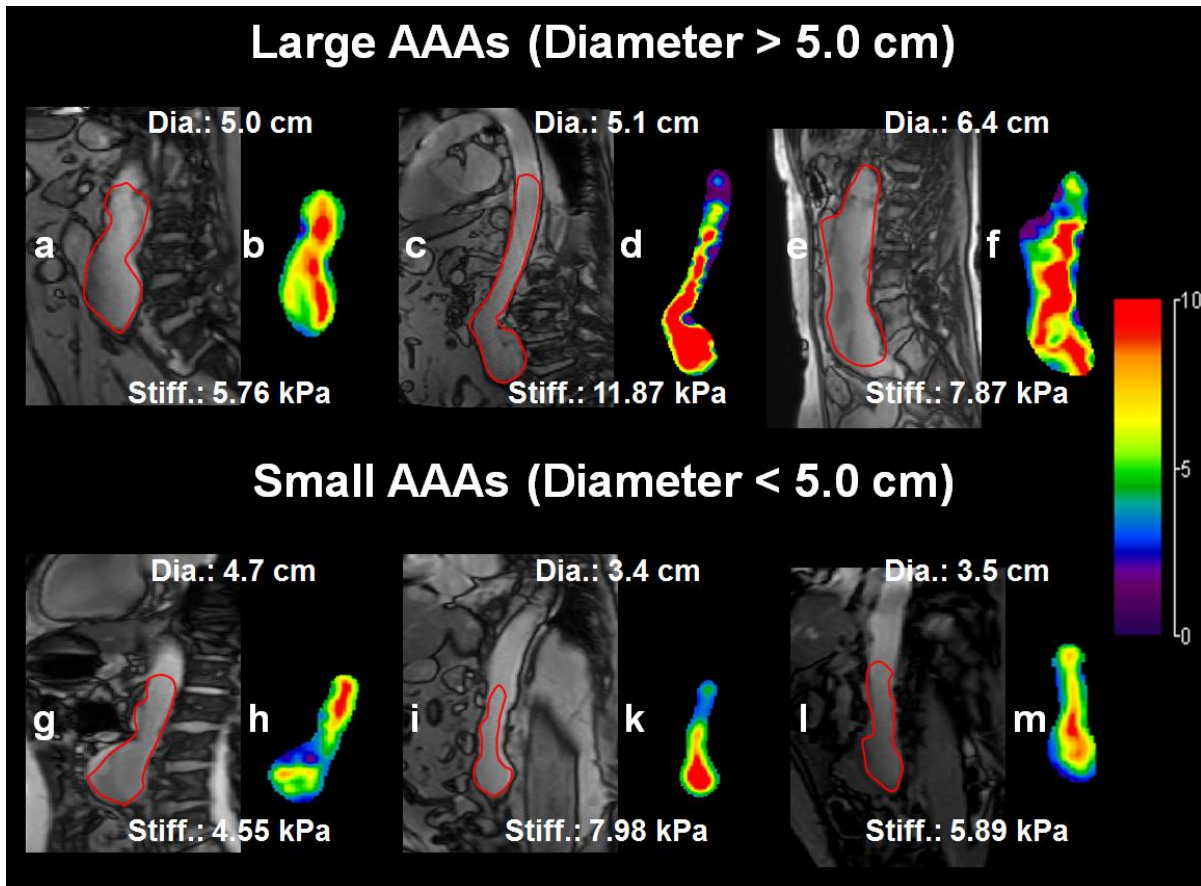 Large AAAs (Diameter > 5.0 cm)
Dia.: 5.0 cm
Dia.: 5.1 cm
Dia.: 6.4 cm
a
b
c
d
e
f
Stiff.: 5.76 kPa
Stiff.: 11.87 kPa
Stiff.: 7.87 kPa
10
5
0
Small AAAs (Diameter < 5.0 cm)
Dia.: 4.7 cm
Dia.: 3.4 cm
Dia.: 3.5 cm
g
h
i
k
l
m
Stiff.: 4.55 kPa
Stiff.: 7.98 kPa
Stiff.: 5.89 kPa